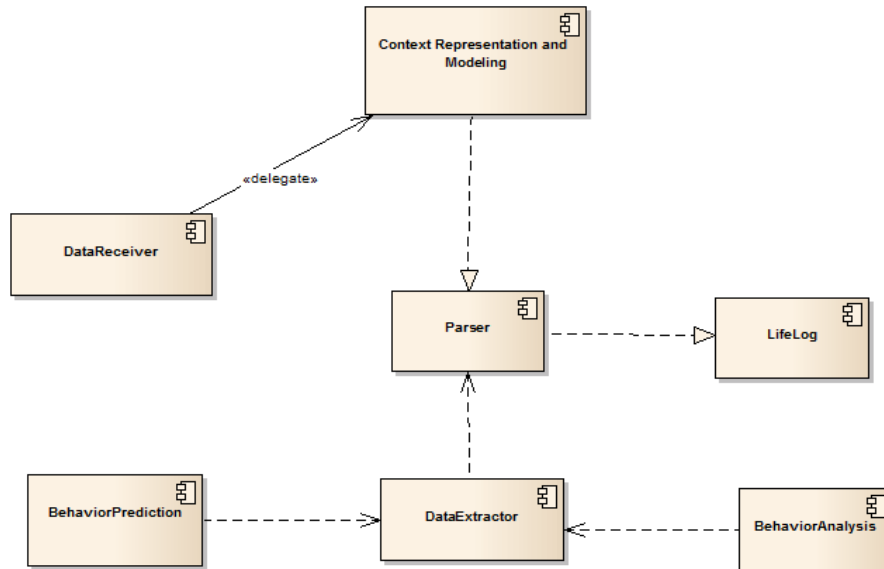 Context Representation and
Modeling
«delegate»
DataReceiver
Parser
LifeLog
BehaviorPrediction
DataExtractor
BehaviorAnalysis